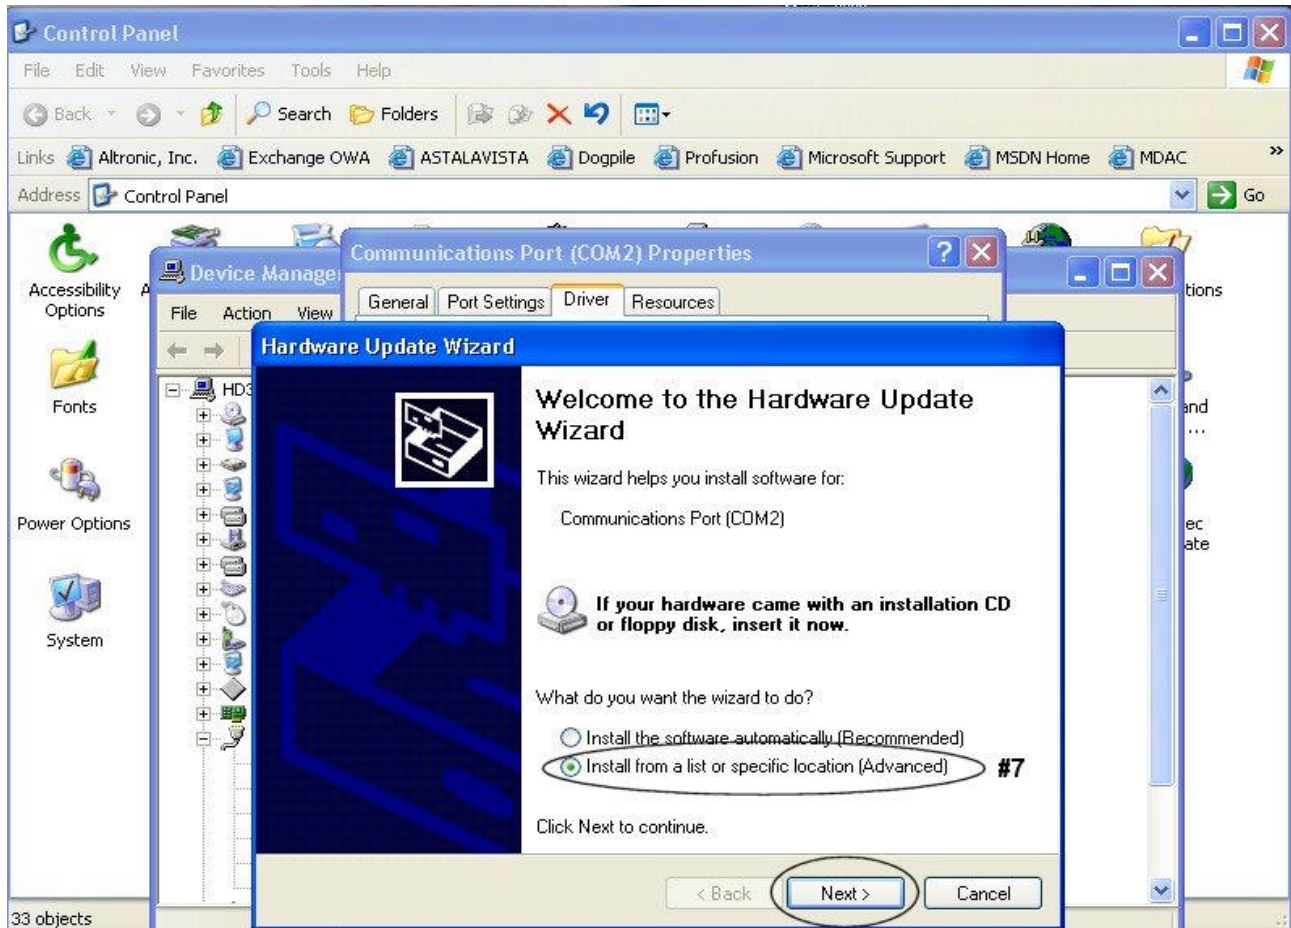 Control Panel
File Edit View Favorites Tools Help
Back Search Folders
Links Altronic, Inc. Exchange OWA ASTALAVISTA Dogpile Profusion Microsoft Support MSDN Home MDAC »
Address Control Panel Go
Communications Port (COM2) Properties
Device Manager
Accessibility
Options
tions
General Port Settings Driver Resources
File Action View
Hardware Update Wizard
HD3
Welcome to the Hardware Update
Wizard
Fonts
and
...
This wizard helps you install software for:
Communications Port (COM2)
Power Options
ec
ate
If your hardware came with an installation CD
or floppy disk, insert it now.
System
What do you want the wizard to do?
Install the software automatically (Recommended)
Install from a list or specific location (Advanced) #7
Click Next to continue.
< Back Next > Cancel
33 objects